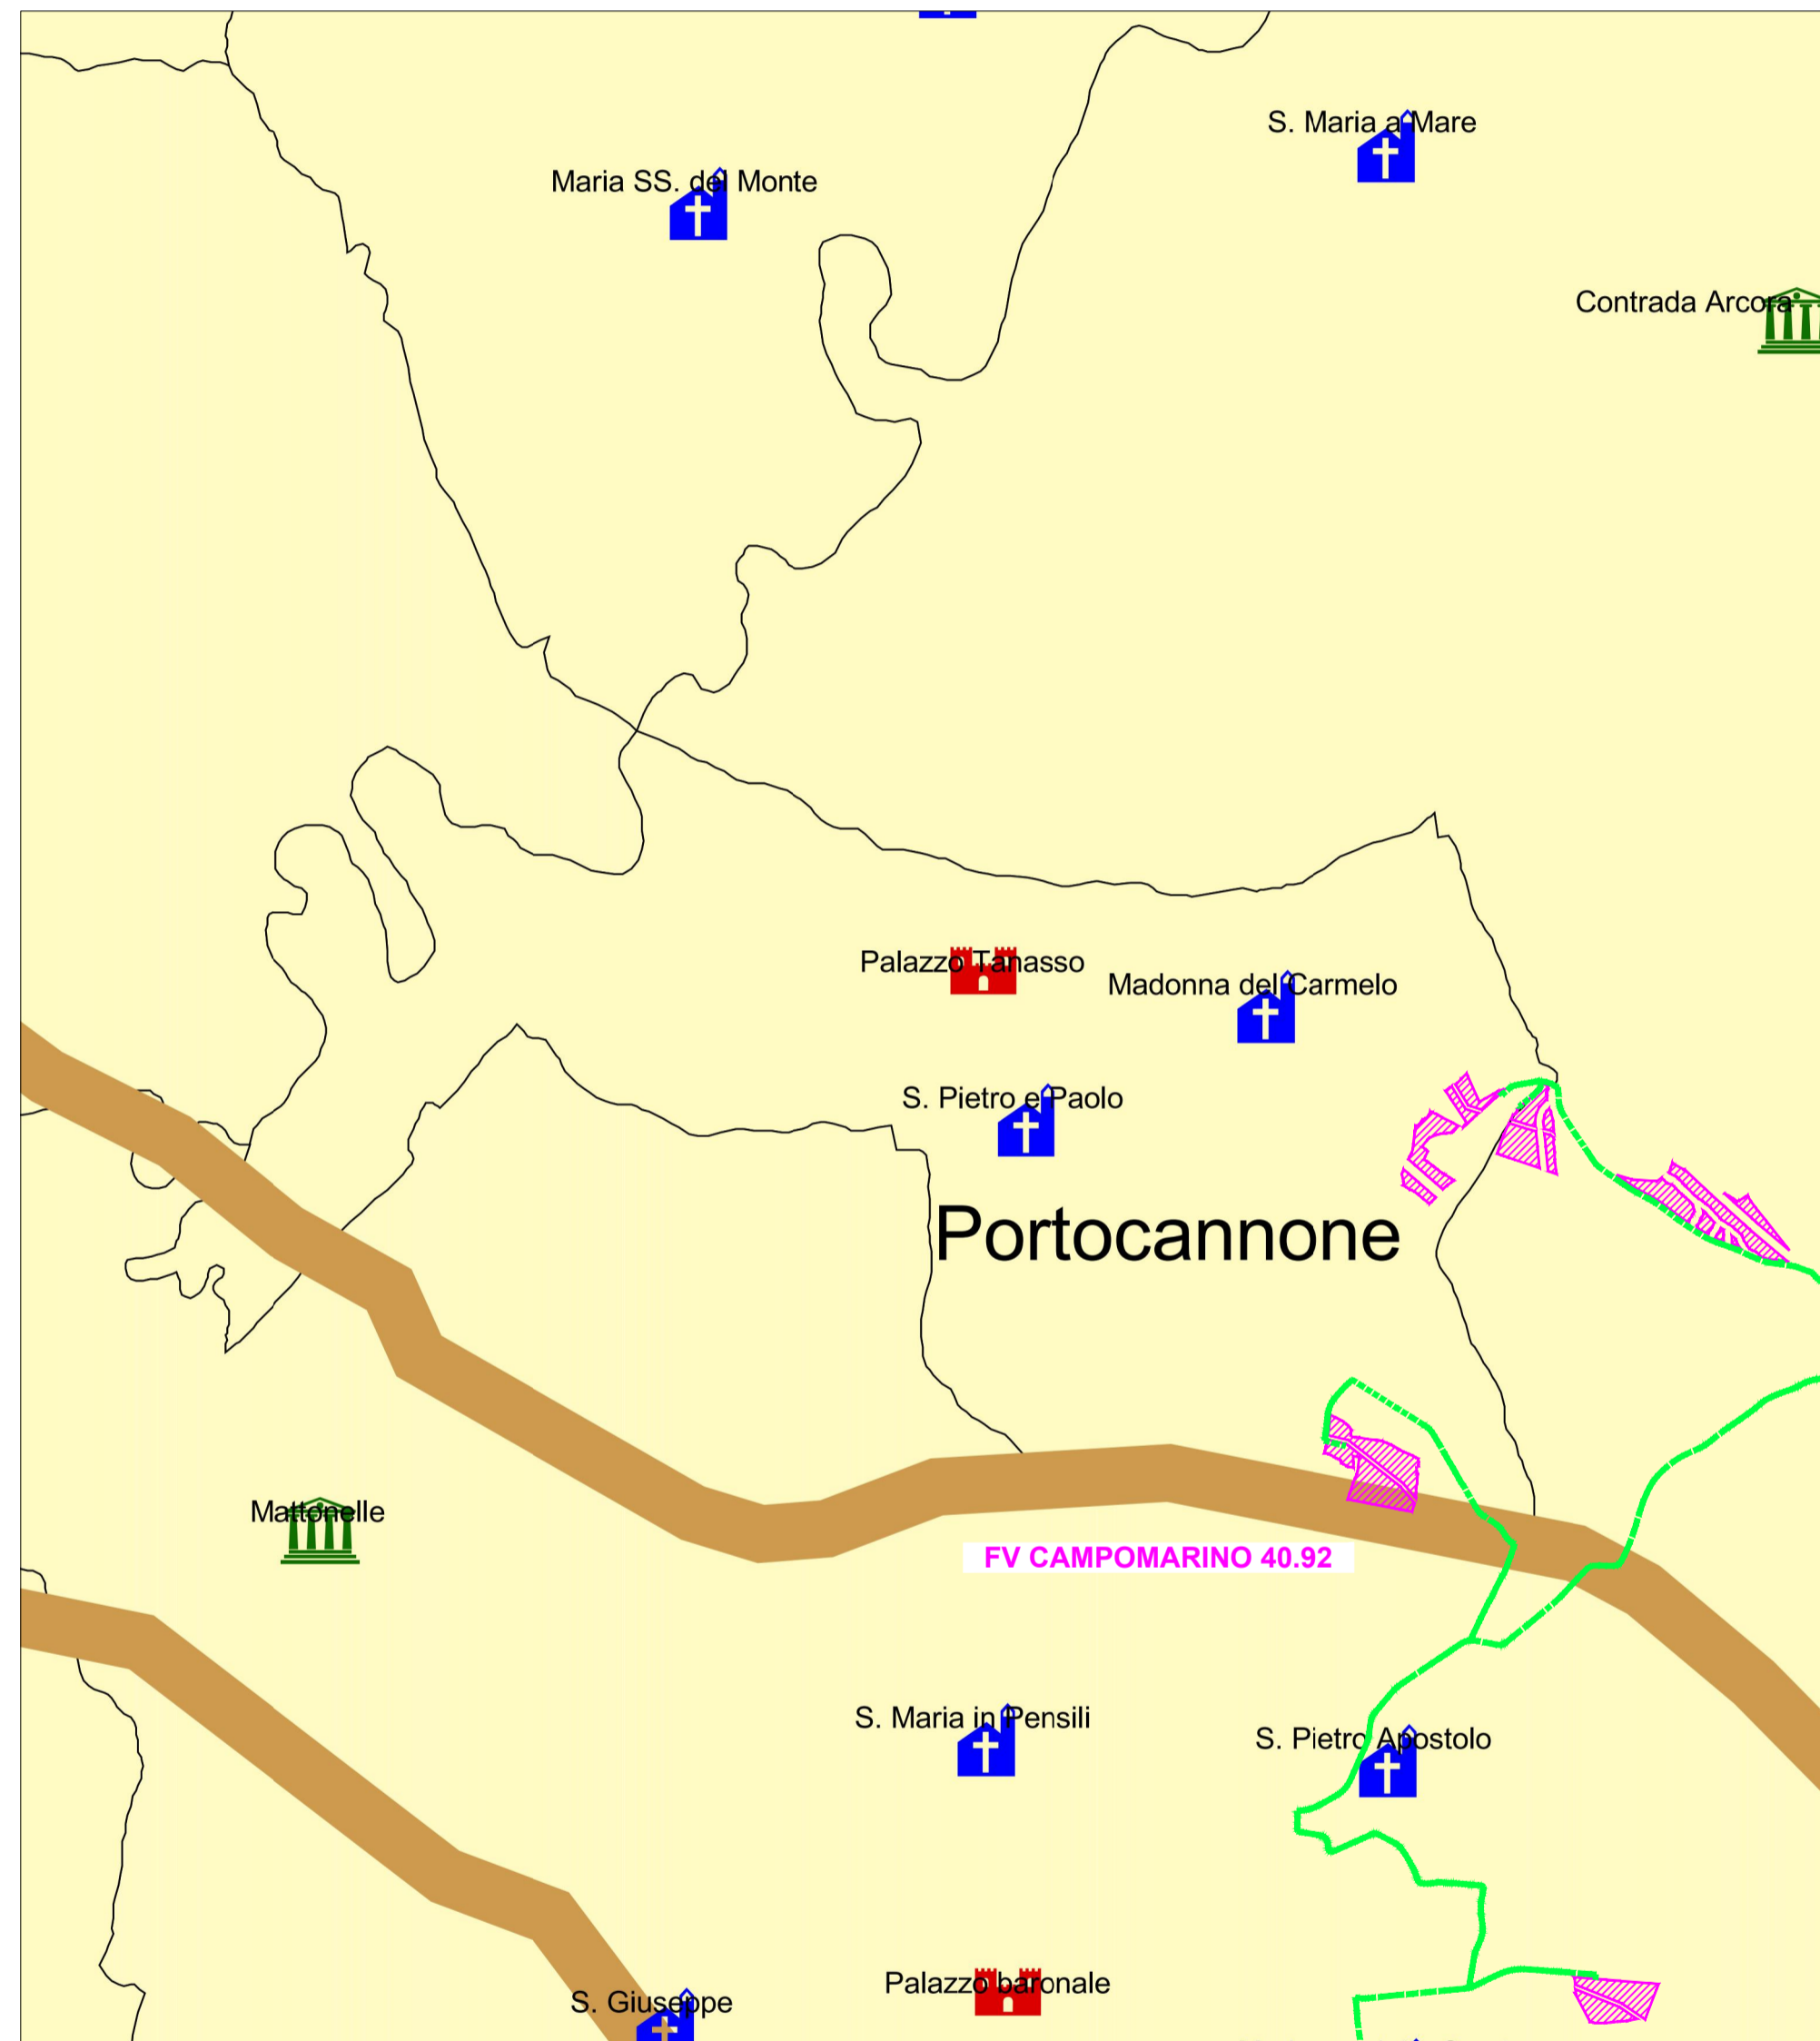 S. Maria a Mare
Maria SS. del Monte
Contrada Arcora
Palazzo Tanasso
Madonna del Carmelo
S. Pietro e Paolo
Portocannone
Mattonelle
FV CAMPOMARINO 40.92
S. Maria in Pensili
S. Pietro Apostolo
Palazzo baronale
S. Giuseppe